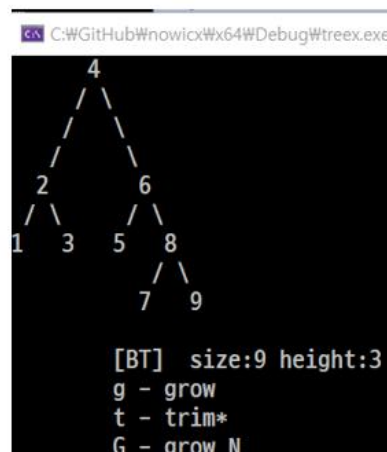 C:₩GitHub₩nowicx₩x64₩Debug₩treex.exe
4
/ \
/ \
/ \
2 6
/ \ / \
1 3 5 8
/ \
7 9
[BT] size:9 height:3
g - grow
t - trim*
G - grow N